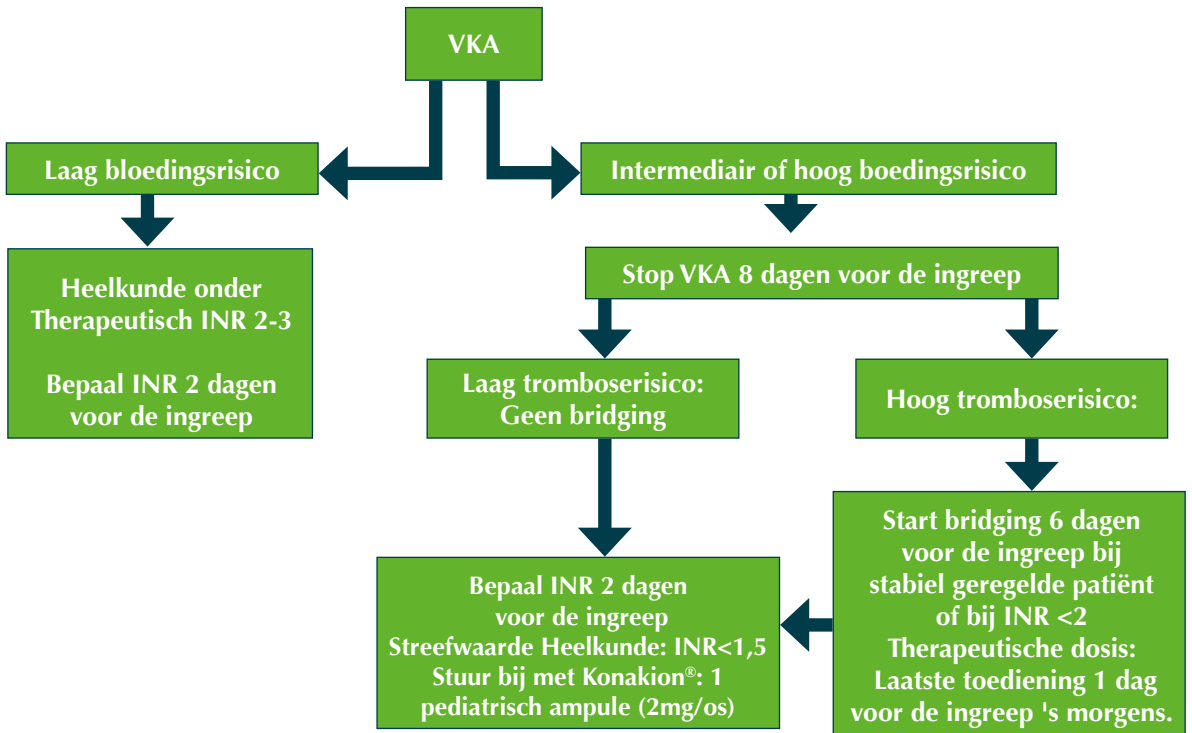 VKA
Laag bloedingsrisico
Intermediair of hoog boedingsrisico
Heelkunde onder
Therapeutisch INR 2-3
Bepaal INR 2 dagen
voor de ingreep
Stop VKA 8 dagen voor de ingreep
Laag tromboserisico:
Geen bridging
Hoog tromboserisico:
Bepaal INR 2 dagen
voor de ingreep
Streefwaarde Heelkunde: INR<1,5
Stuur bij met Konakion®: 1
pediatrisch ampule (2mg/os)
Start bridging 6 dagen
voor de ingreep bij
stabiel geregelde patiënt
of bij INR <2
Therapeutische dosis:
Laatste toediening 1 dag
voor de ingreep 's morgens.